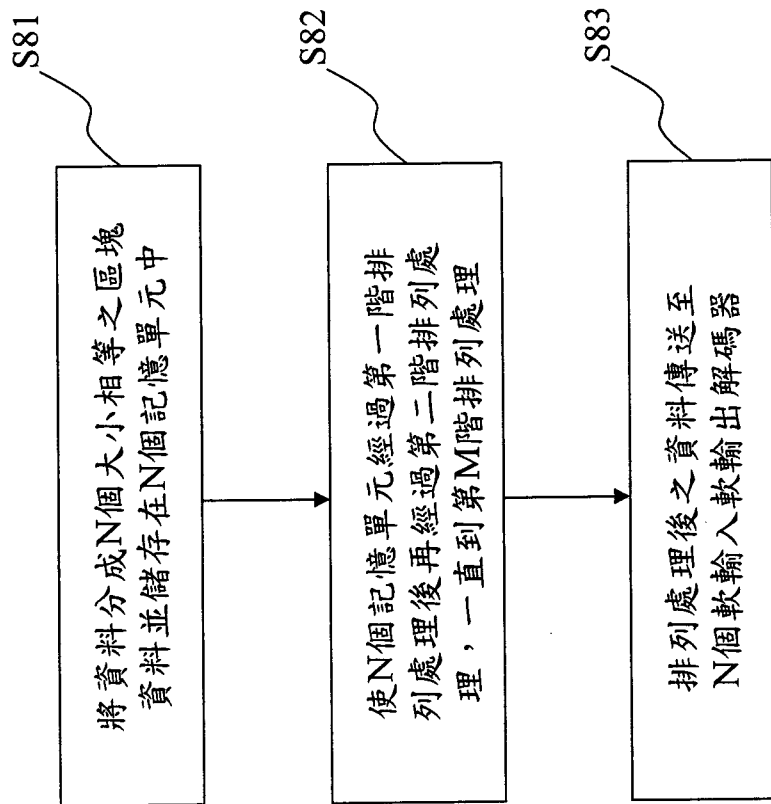 將資料分成N個大小相等之區塊
資料並儲存在N個記憶單元中
S81
使N個記憶單元經過第一階排
列處理後再經過第二階排列處
理，一直到第M階排列處理
S82
排列處理後之資料傳送至
N個軟輸入軟輸出解碼器
S83